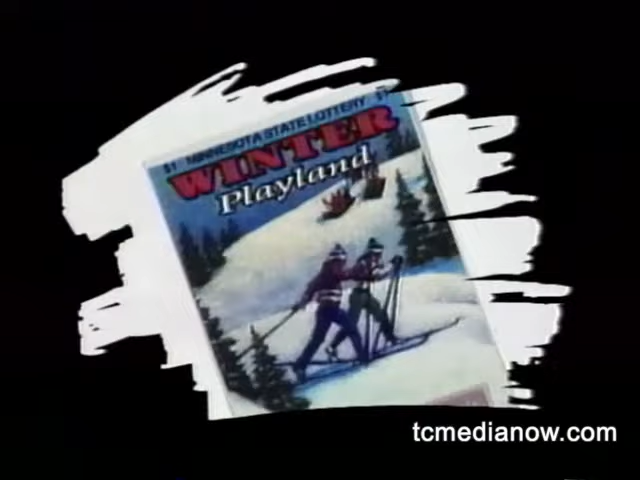 $1 MINNESOTA STATE LOTTERY $1
WINTER
Playland
tcmedianow.com